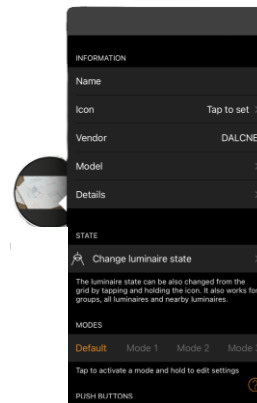 INFORMATION
Name
Icon Tap to set
Vendor DALCNE
Model
Details
STATE
Change luminaire state
The luminaire state can be also changed from the
grid by tapping and holding the icon. It also works for
groups, all luminaires and nearby luminaires.
MODES
Default Mode 1 Mode 2 Mode 3
Tap to activate a mode and hold to edit settings
PUSH BUTTONS
?